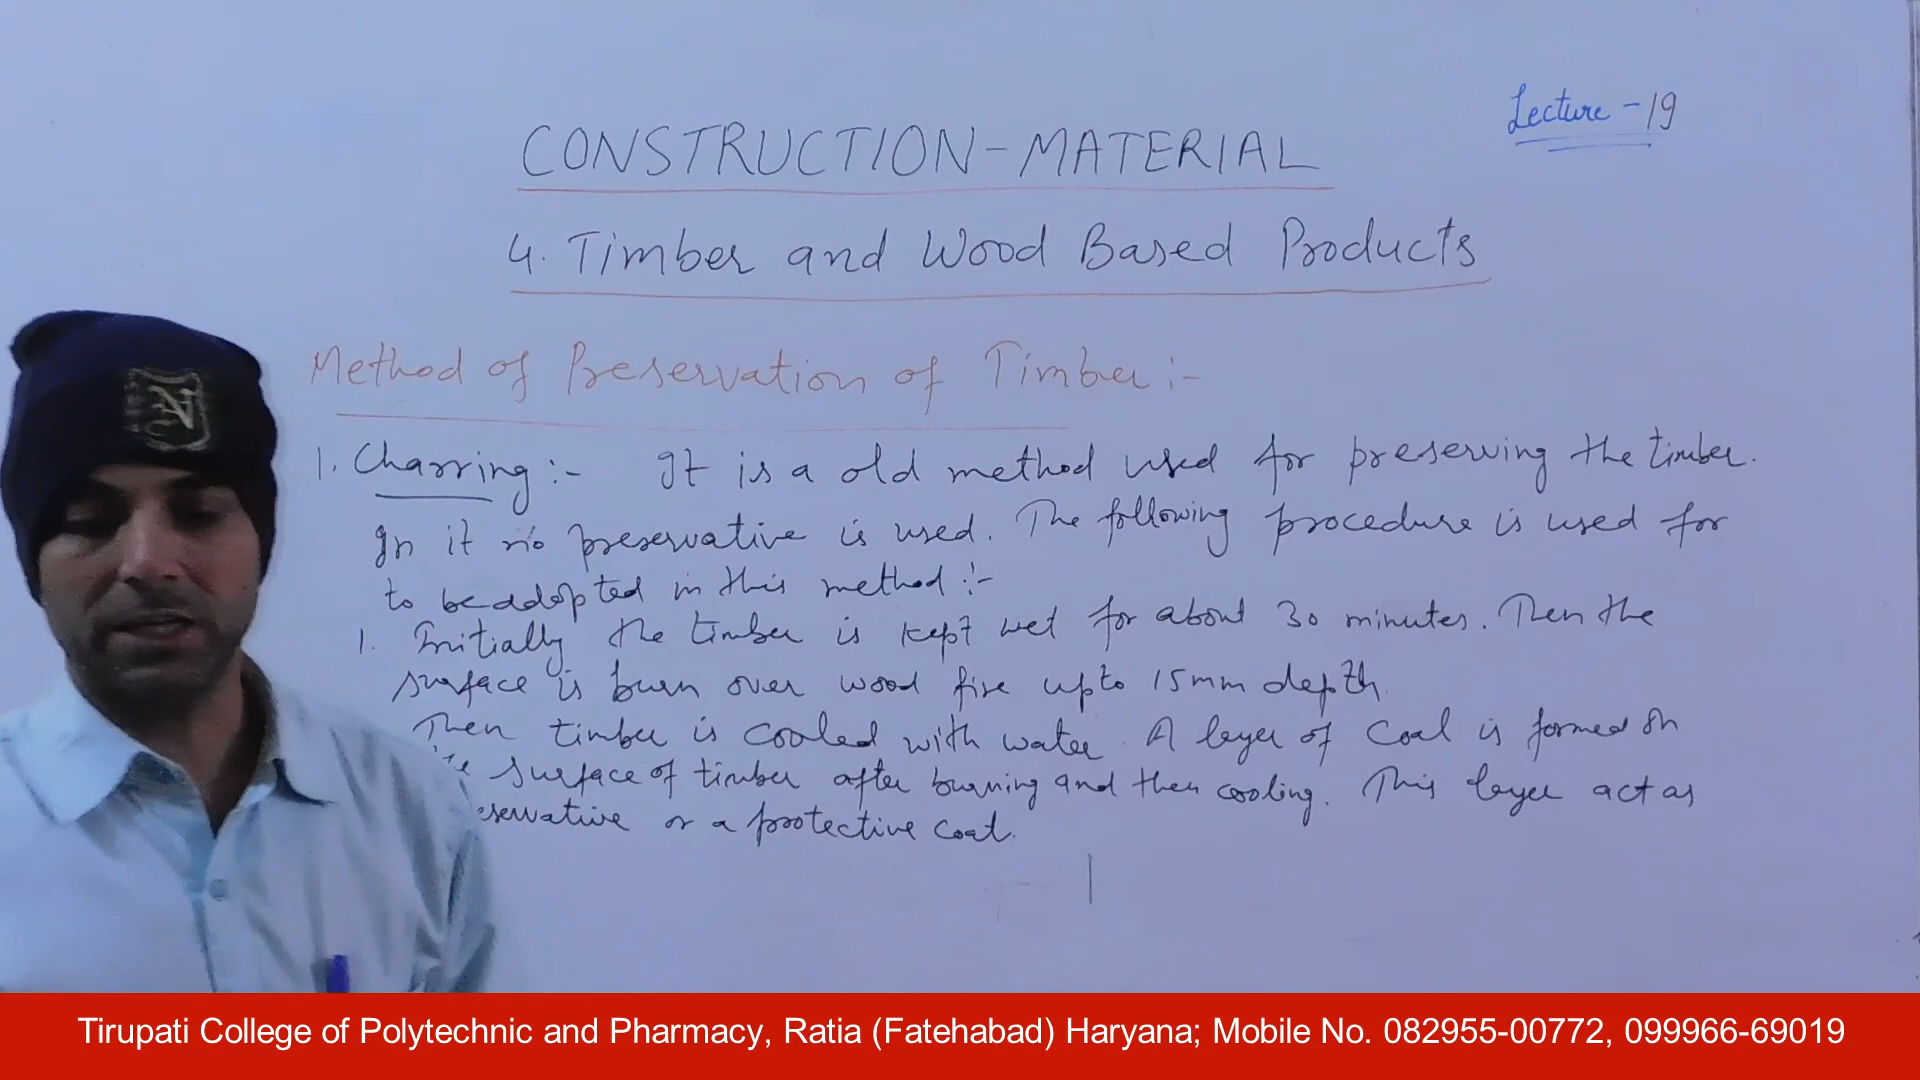 Lecture - 19
CONSTRUCTION-MATERIAL
4. Timber and Wood Based Products
Method of Preservation of Timber :-
1. Charring :- It is a old method used for preserving the timber.
In it no preservative is used. The following procedure is used for
to be adopted in this method :-
1. Initially the timber is kept wet for about 30 minutes. Then the
surface is burn over wood fire upto 15mm depth.
Then timber is cooled with water. A layer of Coal is formed on
surface of timber after burning and then cooling. This layer act as
or a protective coat.
N
Tirupati College of Polytechnic and Pharmacy, Ratia (Fatehabad) Haryana; Mobile No. 082955-00772, 099966-69019